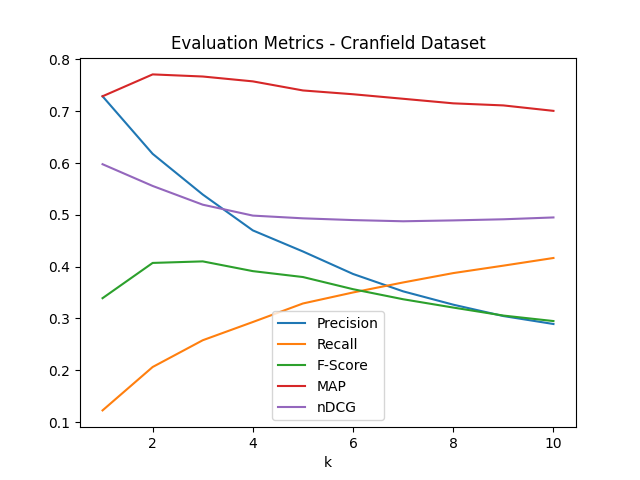 Evaluation Metrics - Cranfield Dataset
0.8
0.7
0.6
0.5
0.4
0.3
0.2
0.1
Precision
Recall
F-Score
MAP
nDCG
2 4 6 8 10
k